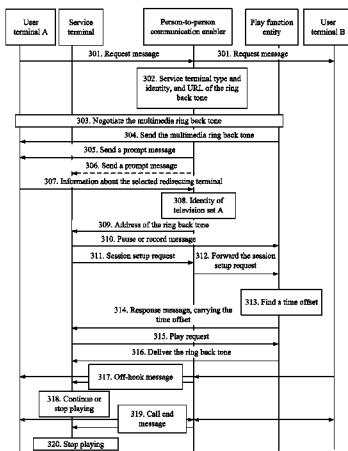 User terminal A
Service terminal
Person-to-person communication enabler
Play function entity
User terminal B
301. Request message
301. Request message
302. Service terminal type and identity, and URL of the ring back tone
303. Negotiate the multimedia ring back tone
304. Send the multimedia ring back tone
305. Send a prompt message
306. Send a prompt message
307. Information about the selected redirecting terminal
308. Identity of television set A
309. Address of the ring back tone
310. Pause or record message
311. Session setup request
312. Forward the session setup request
313. Find a time offset
314. Response message, carrying the time offset
315. Play request
316. Deliver the ring back tone
317. Off-hook message
318. Continue or stop playing
319. Call end message
320. Stop playing